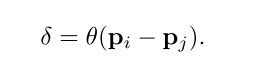 δ = θ(𝐩ᵢ − 𝐩ⱼ).